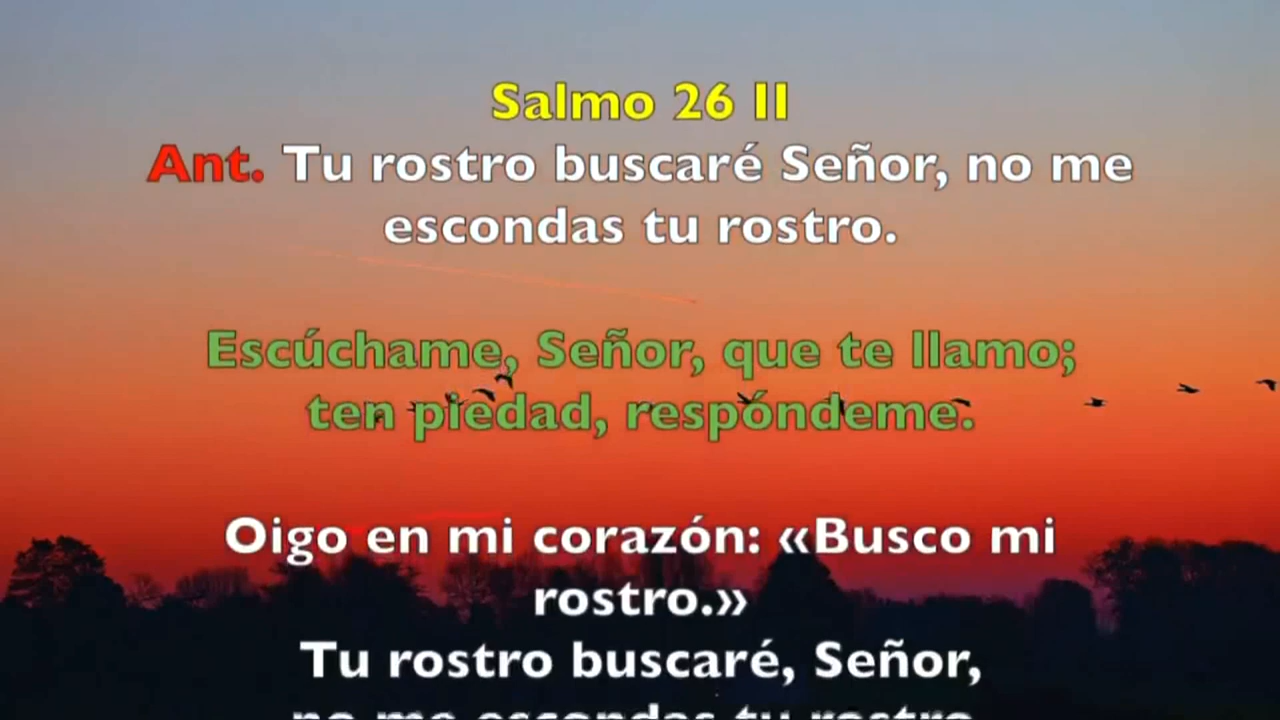 Salmo 26 II
Ant. Tu rostro buscaré Señor, no me
escondas tu rostro.
Escúchame, Señor, que te llamo;
ten piedad, respóndeme.
Oigo en mi corazón: «Busco mi
rostro.»
Tu rostro buscaré, Señor,
no me escondas tu rostro.